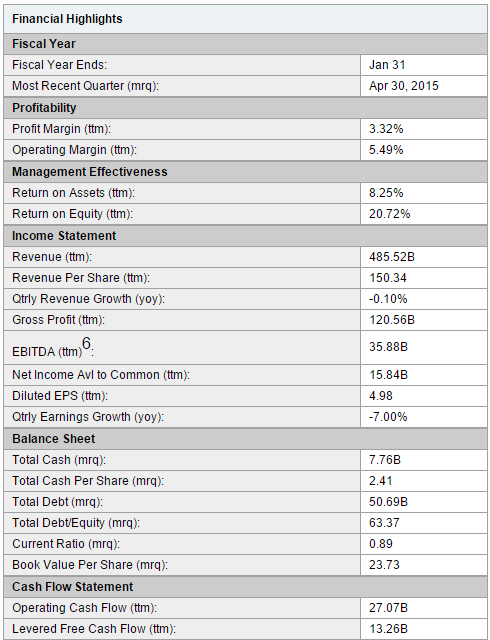 Financial Highlights
Fiscal Year
Fiscal Year Ends: Jan 31
Most Recent Quarter (mrq): Apr 30, 2015
Profitability
Profit Margin (ttm): 3.32%
Operating Margin (ttm): 5.49%
Management Effectiveness
Return on Assets (ttm): 8.25%
Return on Equity (ttm): 20.72%
Income Statement
Revenue (ttm): 485.52B
Revenue Per Share (ttm): 150.34
Qtrly Revenue Growth (yoy): -0.10%
Gross Profit (ttm): 120.56B
EBITDA (ttm)6: 35.88B
Net Income Avl to Common (ttm): 15.84B
Diluted EPS (ttm): 4.98
Qtrly Earnings Growth (yoy): -7.00%
Balance Sheet
Total Cash (mrq): 7.76B
Total Cash Per Share (mrq): 2.41
Total Debt (mrq): 50.69B
Total Debt/Equity (mrq): 63.37
Current Ratio (mrq): 0.89
Book Value Per Share (mrq): 23.73
Cash Flow Statement
Operating Cash Flow (ttm): 27.07B
Levered Free Cash Flow (ttm): 13.26B